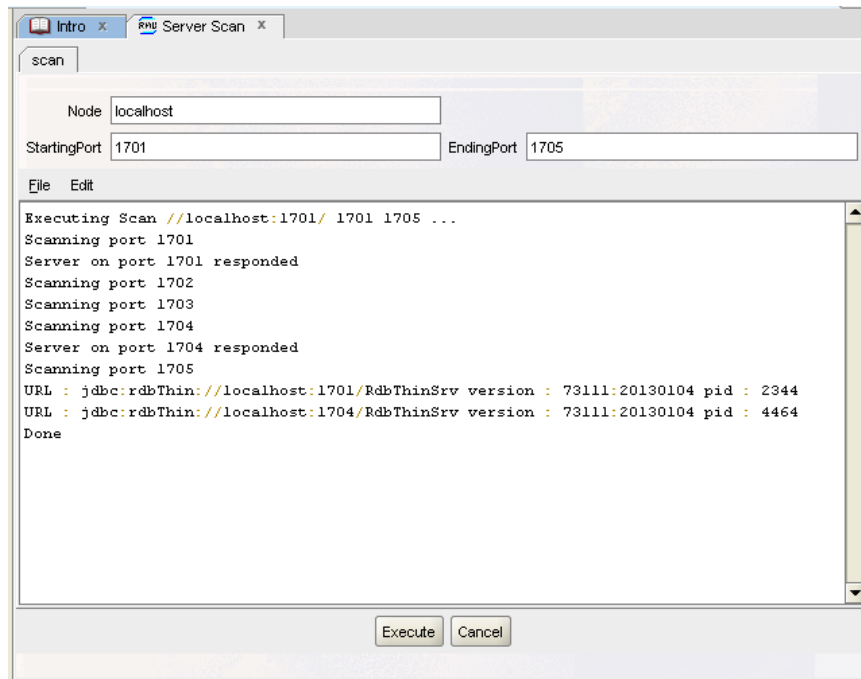 Intro x RAU Server Scan x
scan
Node localhost
StartingPort 1701 EndingPort 1705
File Edit
Executing Scan //localhost:1701/ 1701 1705 ...
Scanning port 1701
Server on port 1701 responded
Scanning port 1702
Scanning port 1703
Scanning port 1704
Server on port 1704 responded
Scanning port 1705
URL : jdbc:rdbThin://localhost:1701/RdbThinSrv version : 73111:20130104 pid : 2344
URL : jdbc:rdbThin://localhost:1704/RdbThinSrv version : 73111:20130104 pid : 4464
Done
Execute Cancel